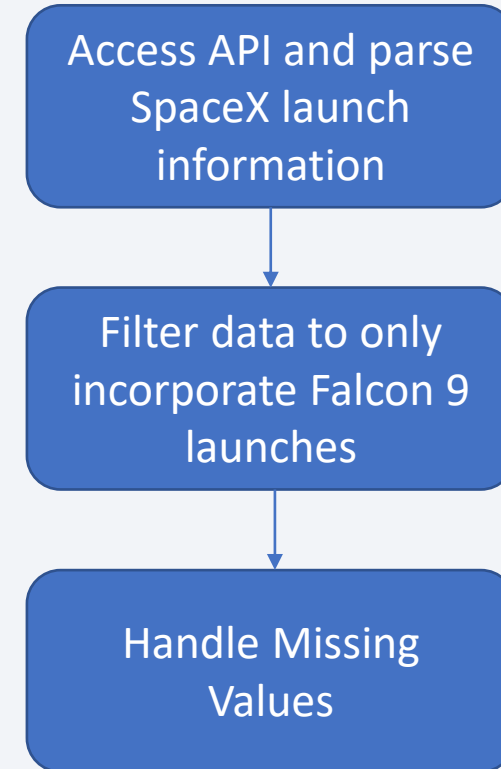 Access API and parse
SpaceX launch
information
Filter data to only
incorporate Falcon 9
launches
Handle Missing
Values